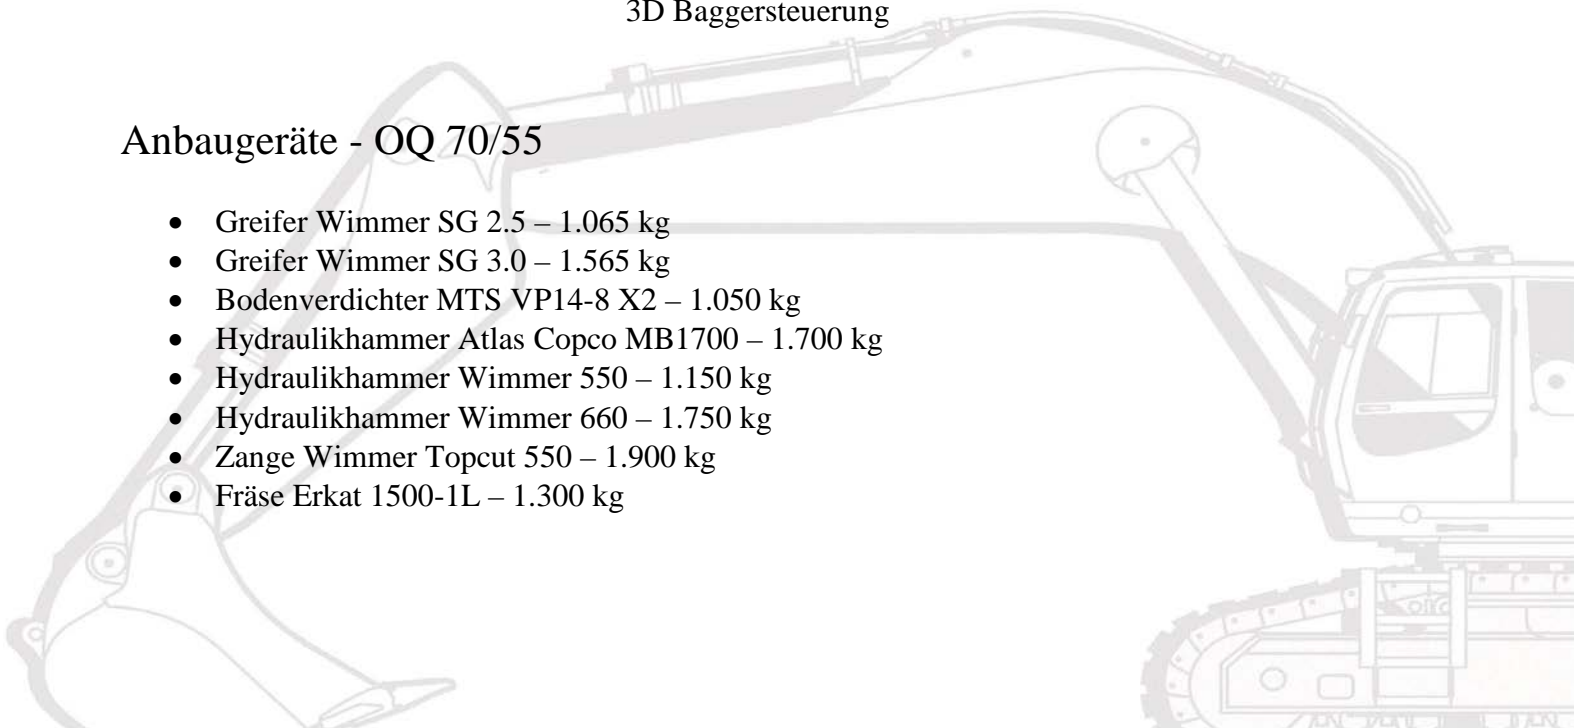 3D Baggersteuerung
Anbaugeräte - OQ 70/55
• Greifer Wimmer SG 2.5 – 1.065 kg
• Greifer Wimmer SG 3.0 – 1.565 kg
• Bodenverdichter MTS VP14-8 X2 – 1.050 kg
• Hydraulikhammer Atlas Copco MB1700 – 1.700 kg
• Hydraulikhammer Wimmer 550 – 1.150 kg
• Hydraulikhammer Wimmer 660 – 1.750 kg
• Zange Wimmer Topcut 550 – 1.900 kg
• Fräse Erkat 1500-1L – 1.300 kg